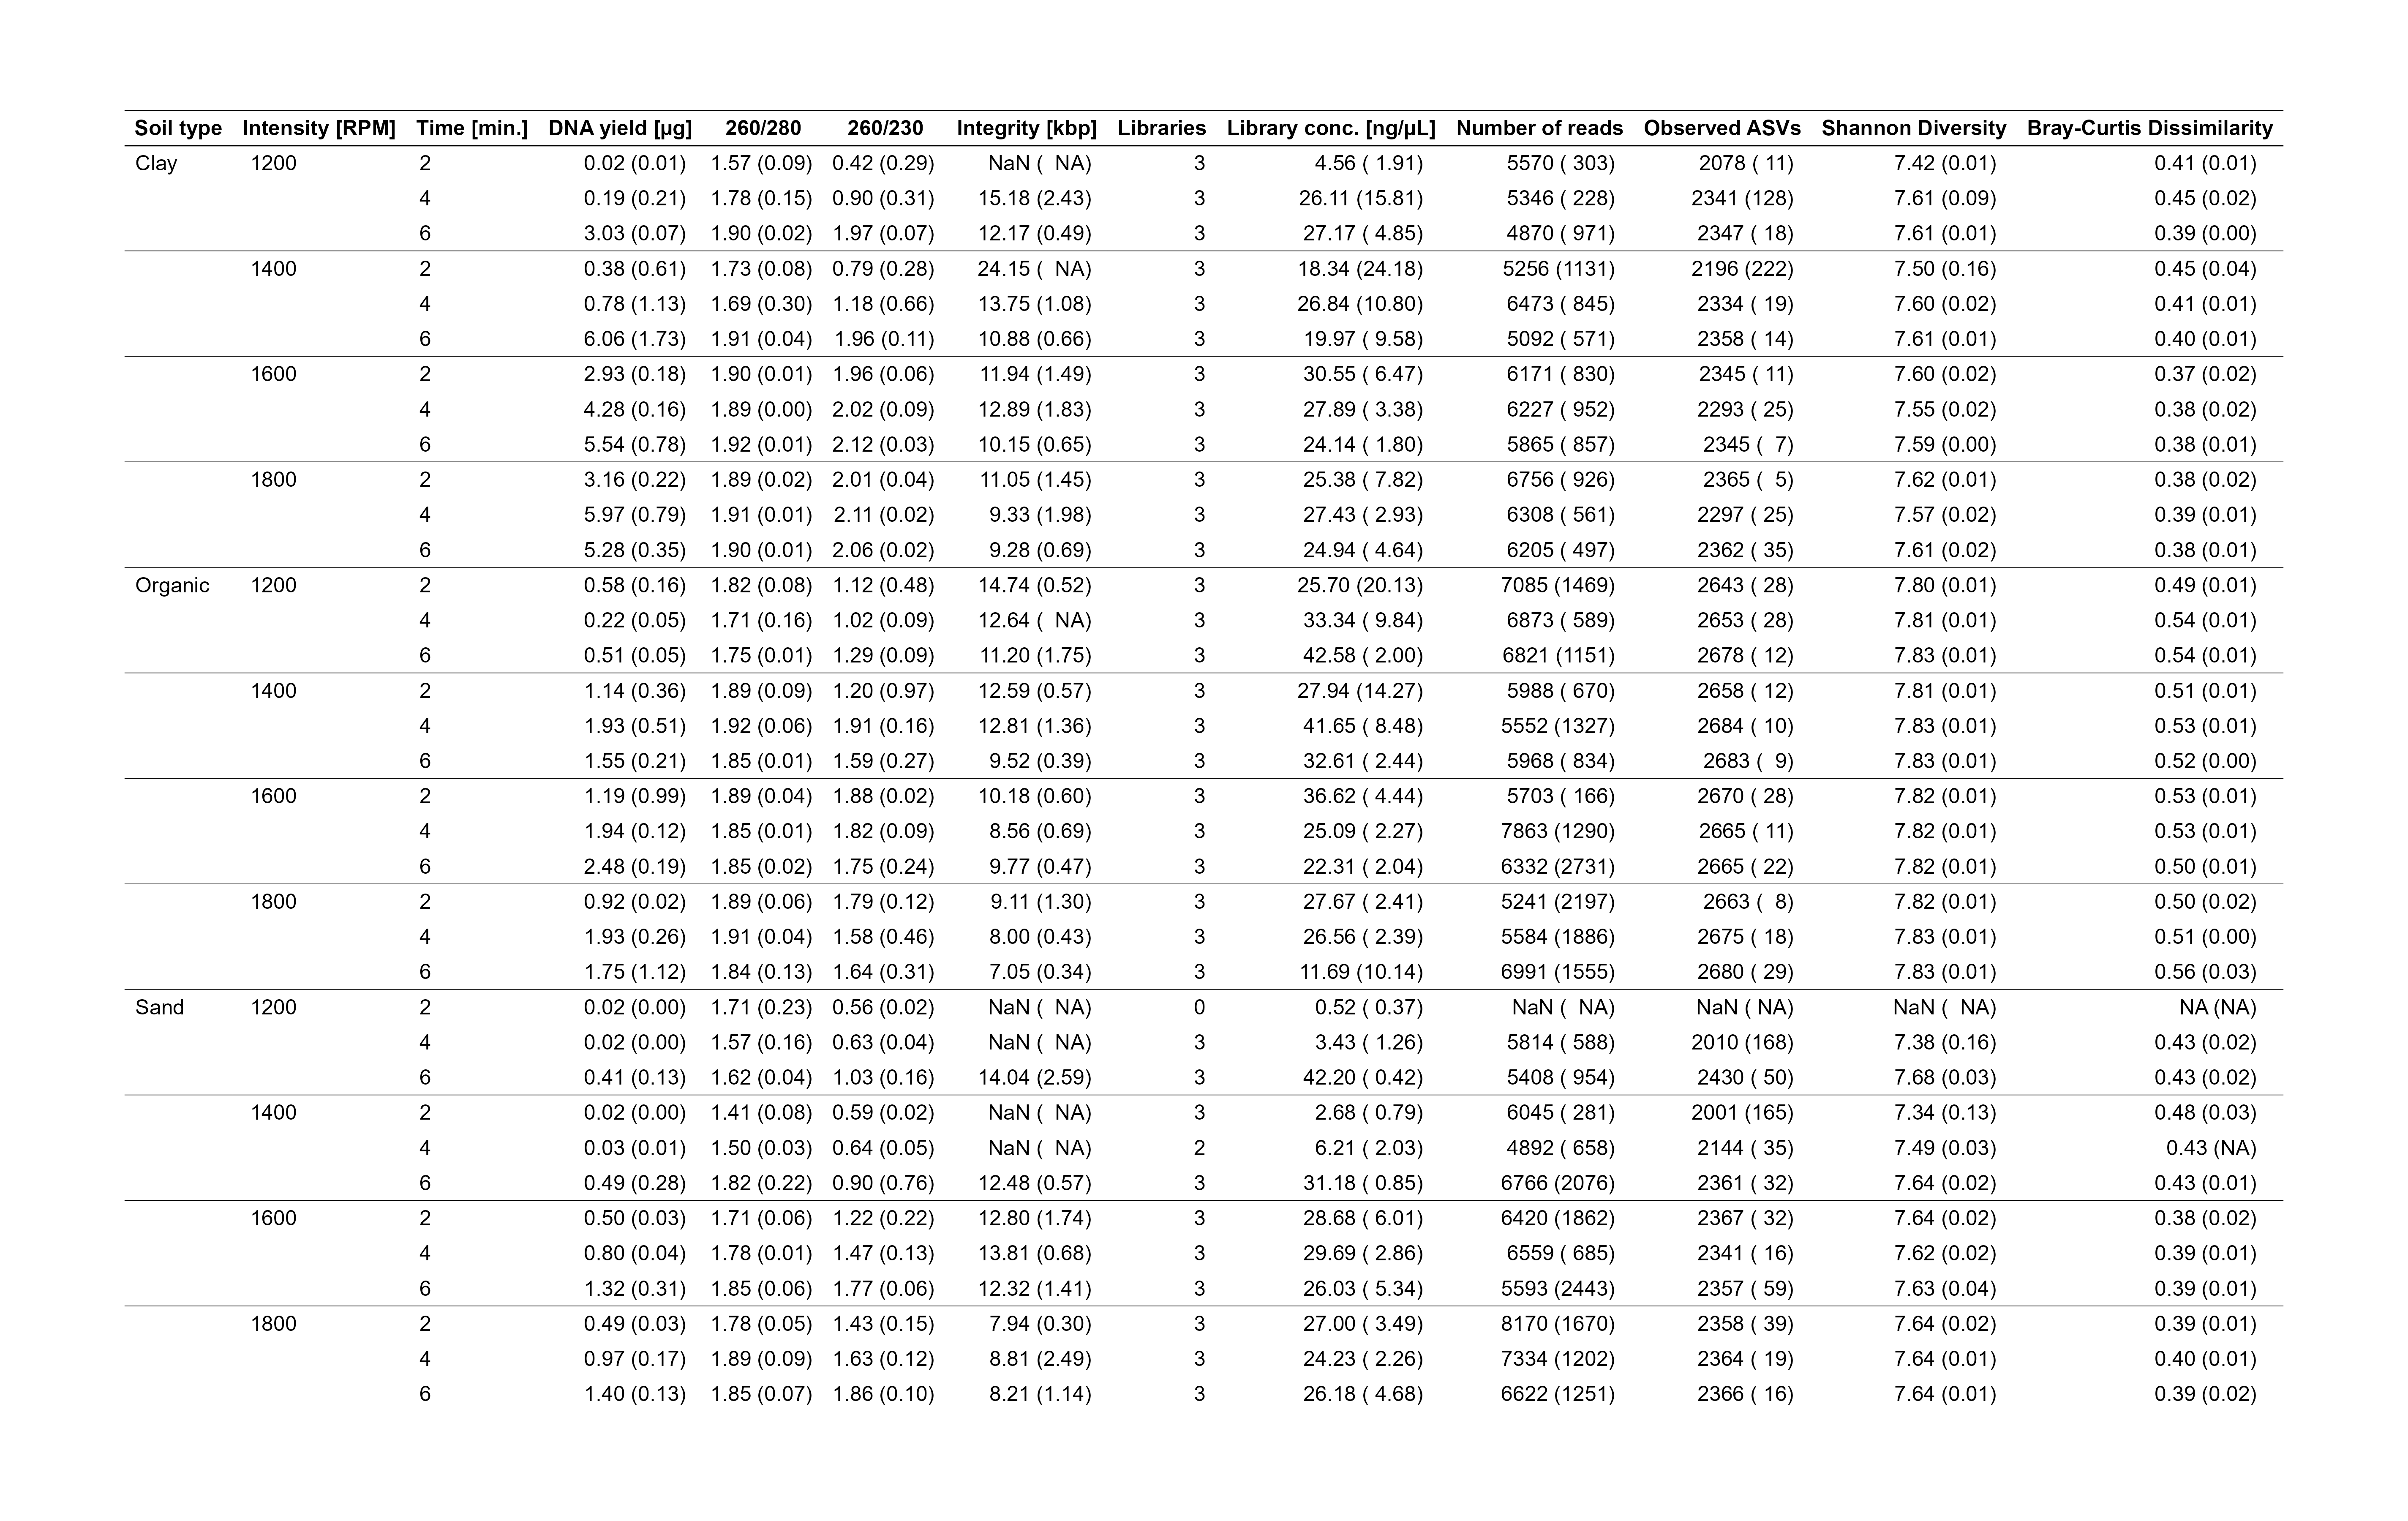 Soil type Intensity [RPM] Time [min.] DNA yield [µg] 260/280 260/230 Integrity [kbp] Libraries Library conc. [ng/µL] Number of reads Observed ASVs Shannon Diversity Bray-Curtis Dissimilarity
Clay 1200 2 0.02 (0.01) 1.57 (0.09) 0.42 (0.29) NaN ( NA) 3 4.56 ( 1.91) 5570 ( 303) 2078 ( 11) 7.42 (0.01) 0.41 (0.01)
4 0.19 (0.21) 1.78 (0.15) 0.90 (0.31) 15.18 (2.43) 3 26.11 (15.81) 5346 ( 228) 2341 (128) 7.61 (0.09) 0.45 (0.02)
6 3.03 (0.07) 1.90 (0.02) 1.97 (0.07) 12.17 (0.49) 3 27.17 ( 4.85) 4870 ( 971) 2347 ( 18) 7.61 (0.01) 0.39 (0.00)
1400 2 0.38 (0.61) 1.73 (0.08) 0.79 (0.28) 24.15 ( NA) 3 18.34 (24.18) 5256 (1131) 2196 (222) 7.50 (0.16) 0.45 (0.04)
4 0.78 (1.13) 1.69 (0.30) 1.18 (0.66) 13.75 (1.08) 3 26.84 (10.80) 6473 ( 845) 2334 ( 19) 7.60 (0.02) 0.41 (0.01)
6 6.06 (1.73) 1.91 (0.04) 1.96 (0.11) 10.88 (0.66) 3 19.97 ( 9.58) 5092 ( 571) 2358 ( 14) 7.61 (0.01) 0.40 (0.01)
1600 2 2.93 (0.18) 1.90 (0.01) 1.96 (0.06) 11.94 (1.49) 3 30.55 ( 6.47) 6171 ( 830) 2345 ( 11) 7.60 (0.02) 0.37 (0.02)
4 4.28 (0.16) 1.89 (0.00) 2.02 (0.09) 12.89 (1.83) 3 27.89 ( 3.38) 6227 ( 952) 2293 ( 25) 7.55 (0.02) 0.38 (0.02)
6 5.54 (0.78) 1.92 (0.01) 2.12 (0.03) 10.15 (0.65) 3 24.14 ( 1.80) 5865 ( 857) 2345 ( 7) 7.59 (0.00) 0.38 (0.01)
1800 2 3.16 (0.22) 1.89 (0.02) 2.01 (0.04) 11.05 (1.45) 3 25.38 ( 7.82) 6756 ( 926) 2365 ( 5) 7.62 (0.01) 0.38 (0.02)
4 5.97 (0.79) 1.91 (0.01) 2.11 (0.02) 9.33 (1.98) 3 27.43 ( 2.93) 6308 ( 561) 2297 ( 25) 7.57 (0.02) 0.39 (0.01)
6 5.28 (0.35) 1.90 (0.01) 2.06 (0.02) 9.28 (0.69) 3 24.94 ( 4.64) 6205 ( 497) 2362 ( 35) 7.61 (0.02) 0.38 (0.01)
Organic 1200 2 0.58 (0.16) 1.82 (0.08) 1.12 (0.48) 14.74 (0.52) 3 25.70 (20.13) 7085 (1469) 2643 ( 28) 7.80 (0.01) 0.49 (0.01)
4 0.22 (0.05) 1.71 (0.16) 1.02 (0.09) 12.64 ( NA) 3 33.34 ( 9.84) 6873 ( 589) 2653 ( 28) 7.81 (0.01) 0.54 (0.01)
6 0.51 (0.05) 1.75 (0.01) 1.29 (0.09) 11.20 (1.75) 3 42.58 ( 2.00) 6821 (1151) 2678 ( 12) 7.83 (0.01) 0.54 (0.01)
1400 2 1.14 (0.36) 1.89 (0.09) 1.20 (0.97) 12.59 (0.57) 3 27.94 (14.27) 5988 ( 670) 2658 ( 12) 7.81 (0.01) 0.51 (0.01)
4 1.93 (0.51) 1.92 (0.06) 1.91 (0.16) 12.81 (1.36) 3 41.65 ( 8.48) 5552 (1327) 2684 ( 10) 7.83 (0.01) 0.53 (0.01)
6 1.55 (0.21) 1.85 (0.01) 1.59 (0.27) 9.52 (0.39) 3 32.61 ( 2.44) 5968 ( 834) 2683 ( 9) 7.83 (0.01) 0.52 (0.00)
1600 2 1.19 (0.99) 1.89 (0.04) 1.88 (0.02) 10.18 (0.60) 3 36.62 ( 4.44) 5703 ( 166) 2670 ( 28) 7.82 (0.01) 0.53 (0.01)
4 1.94 (0.12) 1.85 (0.01) 1.82 (0.09) 8.56 (0.69) 3 25.09 ( 2.27) 7863 (1290) 2665 ( 11) 7.82 (0.01) 0.53 (0.01)
6 2.48 (0.19) 1.85 (0.02) 1.75 (0.24) 9.77 (0.47) 3 22.31 ( 2.04) 6332 (2731) 2665 ( 22) 7.82 (0.01) 0.50 (0.01)
1800 2 0.92 (0.02) 1.89 (0.06) 1.79 (0.12) 9.11 (1.30) 3 27.67 ( 2.41) 5241 (2197) 2663 ( 8) 7.82 (0.01) 0.50 (0.02)
4 1.93 (0.26) 1.91 (0.04) 1.58 (0.46) 8.00 (0.43) 3 26.56 ( 2.39) 5584 (1886) 2675 ( 18) 7.83 (0.01) 0.51 (0.00)
6 1.75 (1.12) 1.84 (0.13) 1.64 (0.31) 7.05 (0.34) 3 11.69 (10.14) 6991 (1555) 2680 ( 29) 7.83 (0.01) 0.56 (0.03)
Sand 1200 2 0.02 (0.00) 1.71 (0.23) 0.56 (0.02) NaN ( NA) 0 0.52 ( 0.37) NaN ( NA) NaN ( NA) NaN ( NA) NA (NA)
4 0.02 (0.00) 1.57 (0.16) 0.63 (0.04) NaN ( NA) 3 3.43 ( 1.26) 5814 ( 588) 2010 (168) 7.38 (0.16) 0.43 (0.02)
6 0.41 (0.13) 1.62 (0.04) 1.03 (0.16) 14.04 (2.59) 3 42.20 ( 0.42) 5408 ( 954) 2430 ( 50) 7.68 (0.03) 0.43 (0.02)
1400 2 0.02 (0.00) 1.41 (0.08) 0.59 (0.02) NaN ( NA) 3 2.68 ( 0.79) 6045 ( 281) 2001 (165) 7.34 (0.13) 0.48 (0.03)
4 0.03 (0.01) 1.50 (0.03) 0.64 (0.05) NaN ( NA) 2 6.21 ( 2.03) 4892 ( 658) 2144 ( 35) 7.49 (0.03) 0.43 (NA)
6 0.49 (0.28) 1.82 (0.22) 0.90 (0.76) 12.48 (0.57) 3 31.18 ( 0.85) 6766 (2076) 2361 ( 32) 7.64 (0.02) 0.43 (0.01)
1600 2 0.50 (0.03) 1.71 (0.06) 1.22 (0.22) 12.80 (1.74) 3 28.68 ( 6.01) 6420 (1862) 2367 ( 32) 7.64 (0.02) 0.38 (0.02)
4 0.80 (0.04) 1.78 (0.01) 1.47 (0.13) 13.81 (0.68) 3 29.69 ( 2.86) 6559 ( 685) 2341 ( 16) 7.62 (0.02) 0.39 (0.01)
6 1.32 (0.31) 1.85 (0.06) 1.77 (0.06) 12.32 (1.41) 3 26.03 ( 5.34) 5593 (2443) 2357 ( 59) 7.63 (0.04) 0.39 (0.01)
1800 2 0.49 (0.03) 1.78 (0.05) 1.43 (0.15) 7.94 (0.30) 3 27.00 ( 3.49) 8170 (1670) 2358 ( 39) 7.64 (0.02) 0.39 (0.01)
4 0.97 (0.17) 1.89 (0.09) 1.63 (0.12) 8.81 (2.49) 3 24.23 ( 2.26) 7334 (1202) 2364 ( 19) 7.64 (0.01) 0.40 (0.01)
6 1.40 (0.13) 1.85 (0.07) 1.86 (0.10) 8.21 (1.14) 3 26.18 ( 4.68) 6622 (1251) 2366 ( 16) 7.64 (0.01) 0.39 (0.02)